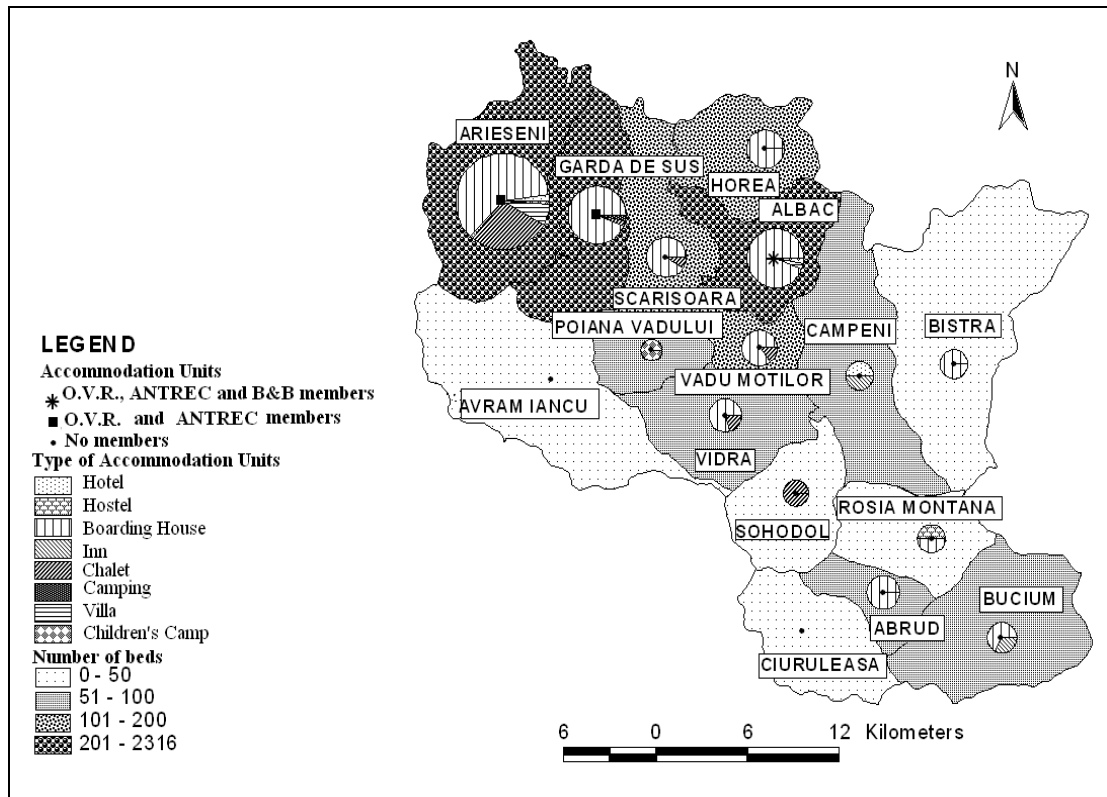 N
ARIESENI
GARDA DE SUS
HOREA
ALBAC
SCARISOARA
POIANA VADULUI
CAMPENI
BISTRA
VADU MOTILOR
AVRAM IANCU
VIDRA
ROSIA MONTANA
SOHODOL
BUCIUM
ABRUD
CIURULEASA
LEGEND
Accommodation Units
O.V.R., ANTREC and B&B members
O.V.R. and ANTREC members
No members
Type of Accommodation Units
Hotel
Hostel
Boarding House
Inn
Chalet
Camping
Villa
Children's Camp
Number of beds
0 - 50
51 - 100
101 - 200
201 - 2316
6 0 6 12 Kilometers